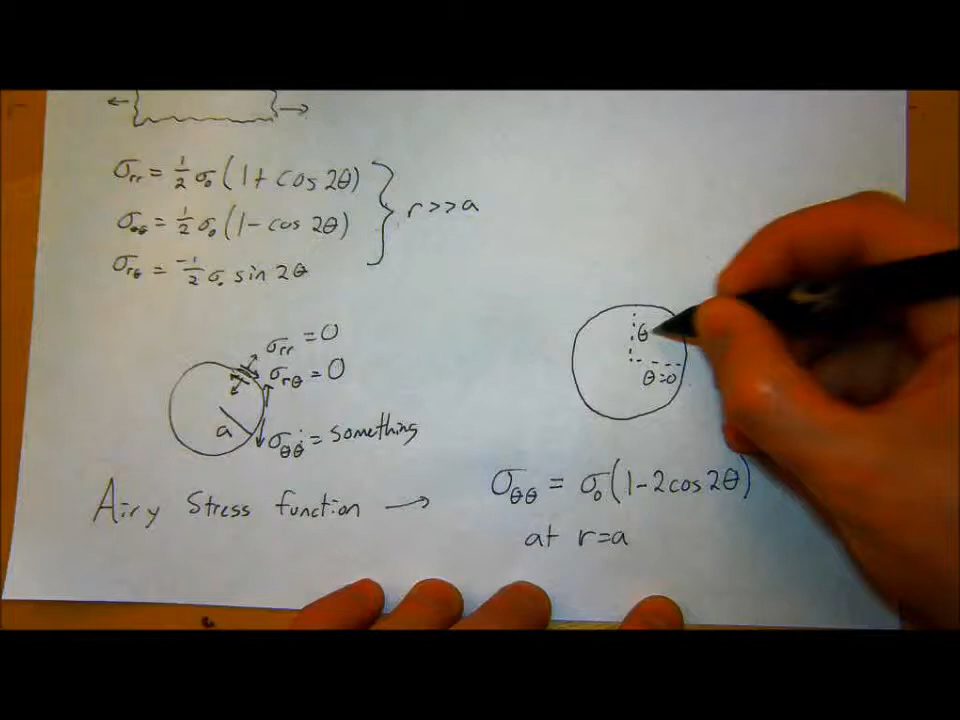 σrr = 1/2 σ₀ (1 + cos 2θ)
σθθ = 1/2 σ₀ (1 - cos 2θ)
σrθ = -1/2 σ₀ sin 2θ
r >> a
σrr = 0
σrθ = 0
a
σθθ = something
θ
θ=0
Airy Stress function →
σθθ = σ₀ (1 - 2cos 2θ)
at r=a